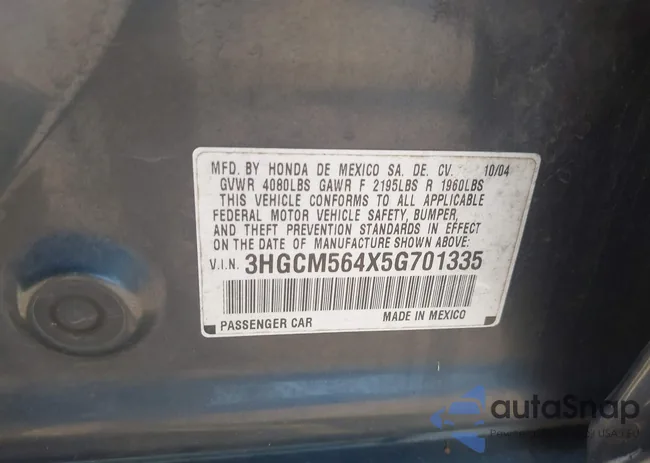 MFD. BY HONDA DE MEXICO SA. DE. CV. 10/04
GVWR 4080LBS GAWR F 2195LBS R 1960LBS
THIS VEHICLE CONFORMS TO ALL APPLICABLE
FEDERAL MOTOR VEHICLE SAFETY, BUMPER,
AND THEFT PREVENTION STANDARDS IN EFFECT
ON THE DATE OF MANUFACTURE SHOWN ABOVE:
V.I.N. 3HGCM564X5G701335
PASSENGER CAR MADE IN MEXICO
autoSnap